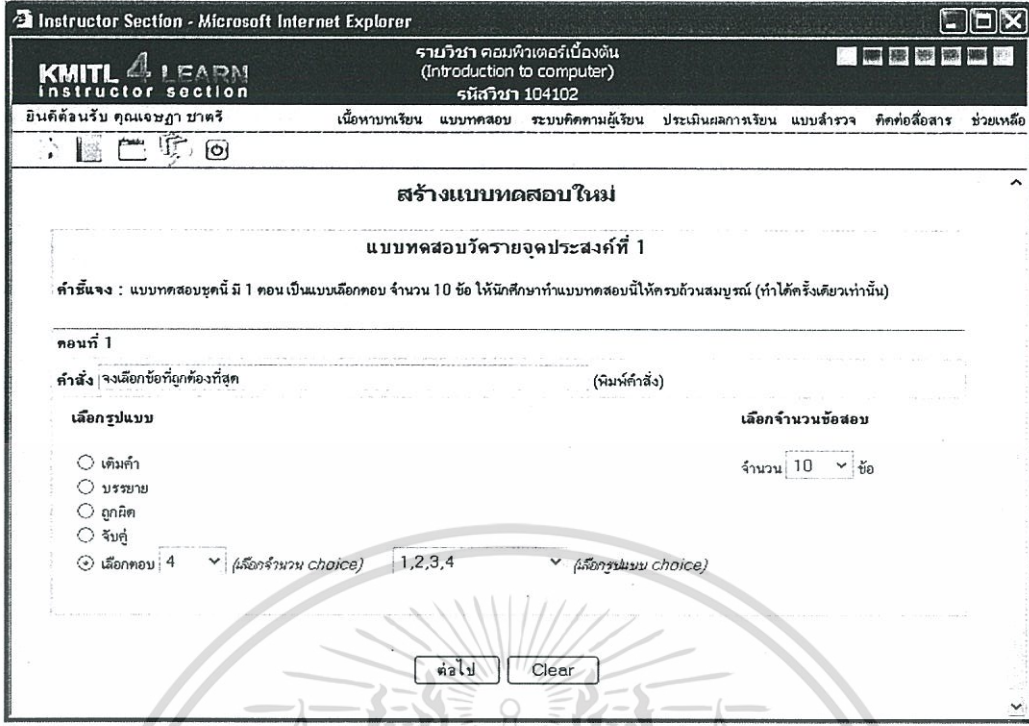 Instructor Section - Microsoft Internet Explorer
รายวิชา คอมพิวเตอร์เบื้องต้น
KMITL 4 LEARN
(Introduction to computer)
instructor section
รหัสวิชา 104102
ยินดีต้อนรับ คุณเจษฎา ชาตรี
เนื้อหาบทเรียน แบบทดสอบ ระบบติดตามผู้เรียน ประเมินผลการเรียน แบบสำรวจ ติดต่อสื่อสาร ช่วยเหลือ
สร้างแบบทดสอบใหม่
แบบทดสอบวัดรายจุดประสงค์ที่ 1
คำชี้แจง : แบบทดสอบชุดนี้ มี 1 ตอน เป็นแบบเลือกตอบ จำนวน 10 ข้อ ให้นักศึกษาทำแบบทดสอบนี้ให้ครบถ้วนสมบูรณ์ (ทำได้ครั้งเดียวเท่านั้น)
ตอนที่ 1
คำสั่ง จงเลือกข้อที่ถูกต้องที่สุด (พิมพ์คำสั่ง)
เลือกรูปแบบ เลือกจำนวนข้อสอบ
เติมคำ จำนวน 10 ข้อ
บรรยาย
ถูกผิด
จับคู่
เลือกตอบ 4 (เลือกจำนวน choice) 1,2,3,4 (เลือกรูปแบบ choice)
ต่อไป Clear